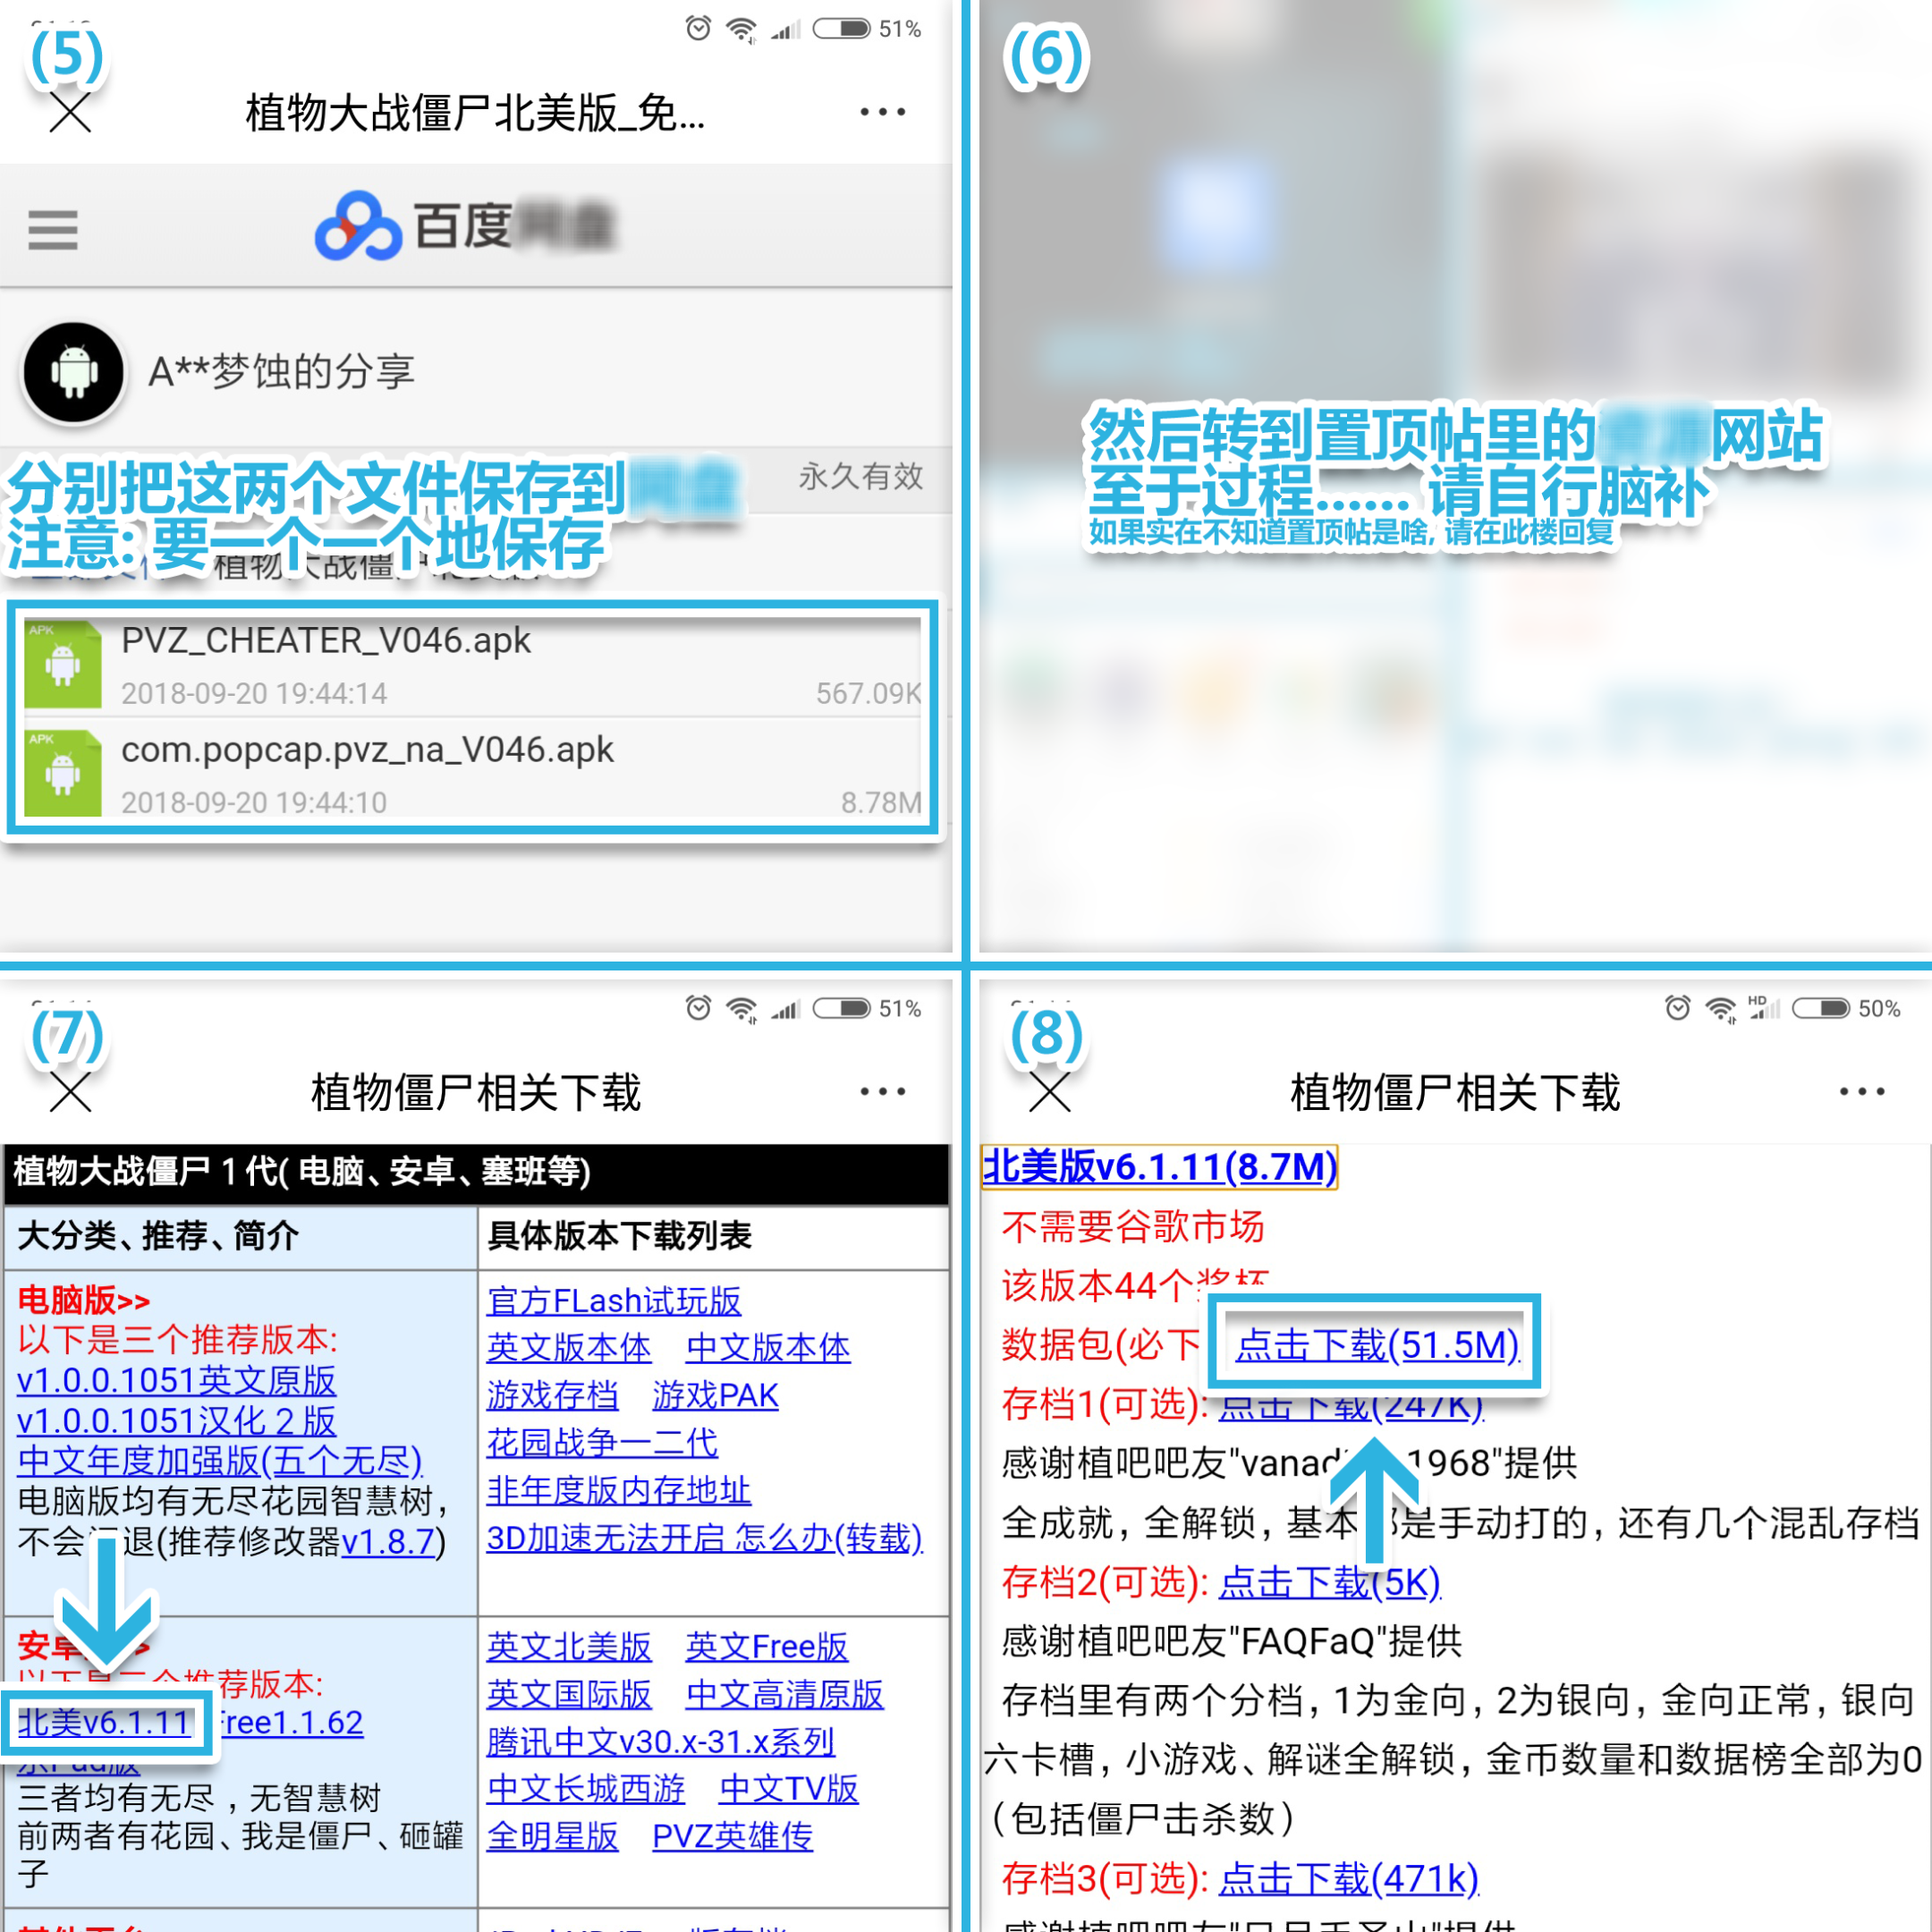 (5)
51%
植物大战僵尸北美版_免...
百度
A**梦蚀的分享
分别把这两个文件保存到
永久有效
注意: 要一个一个地保存
PVZ_CHEATER_V046.apk
2018-09-20 19:44:14
567.09K
com.popcap.pvz_na_V046.apk
2018-09-20 19:44:10
8.78M
(6)
然后转到置顶帖里的 网站
至于过程...... 请自行脑补
如果实在不知道置顶帖是啥, 请在此楼回复
(7)
51%
植物僵尸相关下载
植物大战僵尸 1 代( 电脑、安卓、塞班等)
大分类、推荐、简介
具体版本下载列表
电脑版>>
以下是三个推荐版本:
v1.0.0.1051英文原版
v1.0.0.1051汉化 2 版
中文年度加强版(五个无尽)
电脑版均有无尽花园智慧树,
不会 退(推荐修改器v1.8.7)
官方FLash试玩版
英文版本体 中文版本体
游戏存档 游戏PAK
花园战争一二代
非年度版内存地址
3D加速无法开启 怎么办(转载)
北美v6.1.11 Free1.1.62
三者均有无尽 , 无智慧树
前两者有花园、我是僵尸、砸罐
子
英文北美版 英文Free版
英文国际版 中文高清原版
腾讯中文v30.x-31.x系列
中文长城西游 中文TV版
全明星版 PVZ英雄传
(8)
HD
50%
植物僵尸相关下载
北美版v6.1.11(8.7M)
不需要谷歌市场
该版本44个奖杯
数据包(必下 点击下载(51.5M)
存档1(可选): 点击下载(247K)
感谢植吧吧友"vanad 1968"提供
全成就, 全解锁, 基本都是手动打的, 还有几个混乱存档
存档2(可选): 点击下载(5K)
感谢植吧吧友"FAQFaQ"提供
存档里有两个分档, 1为金向, 2为银向, 金向正常, 银向
六卡槽, 小游戏、解谜全解锁, 金币数量和数据榜全部为0
(包括僵尸击杀数)
存档3(可选): 点击下载(471k)